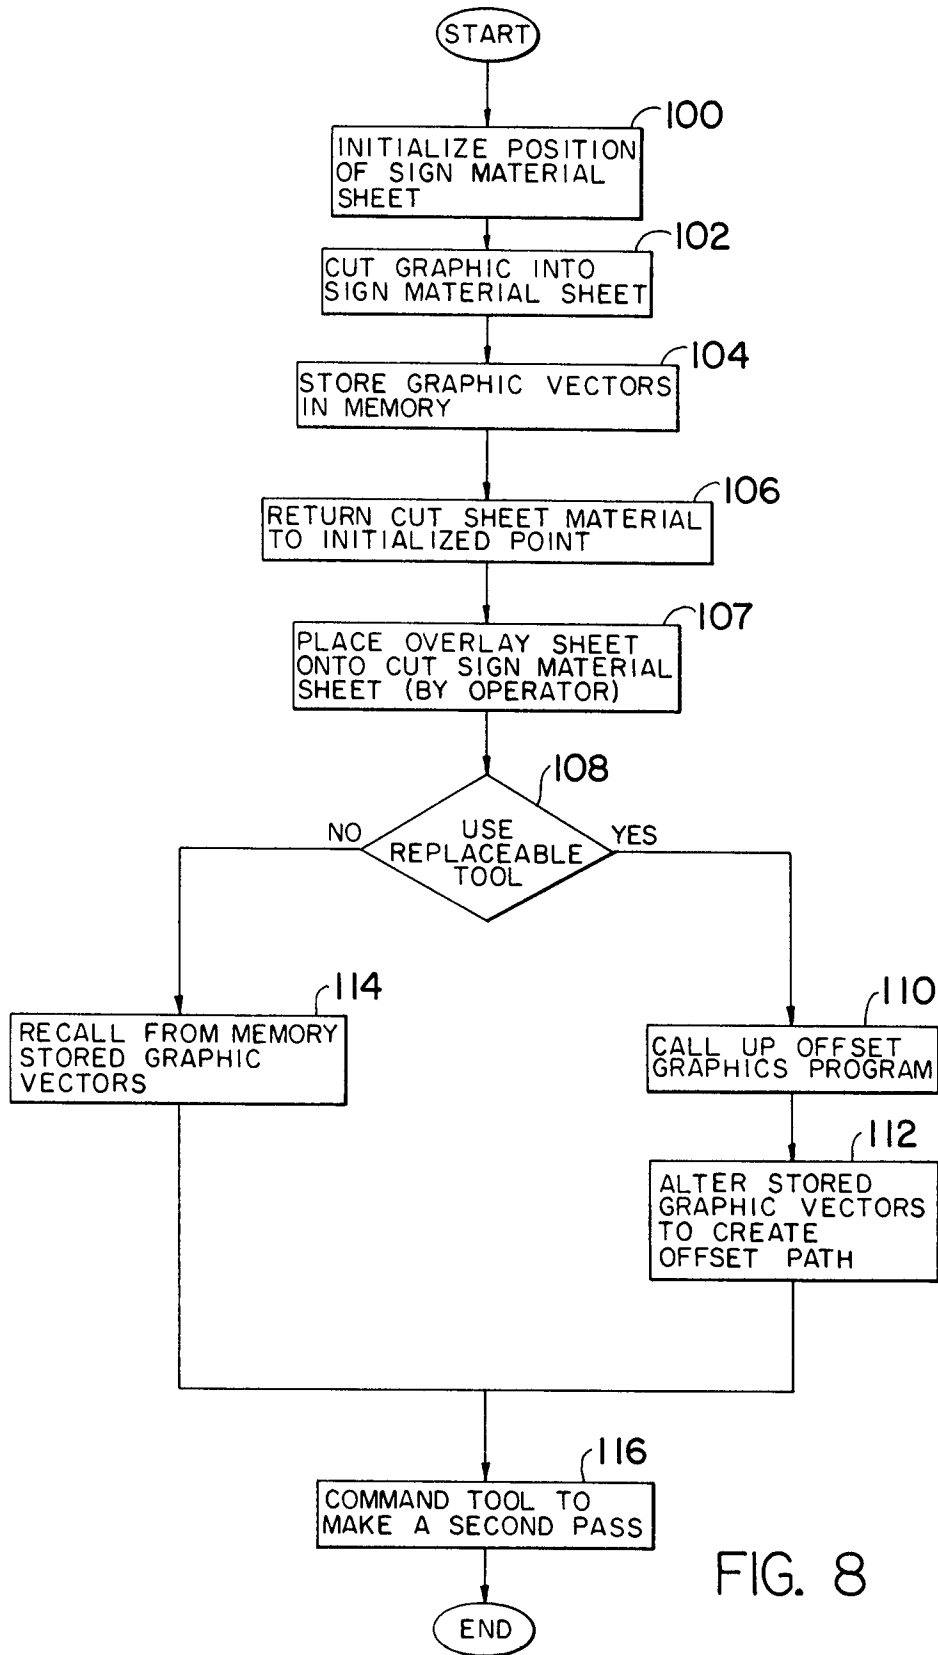 START
100
INITIALIZE POSITION
OF SIGN MATERIAL
SHEET
102
CUT GRAPHIC INTO
SIGN MATERIAL SHEET
104
STORE GRAPHIC VECTORS
IN MEMORY
106
RETURN CUT SHEET MATERIAL
TO INITIALIZED POINT
107
PLACE OVERLAY SHEET
ONTO CUT SIGN MATERIAL
SHEET (BY OPERATOR)
108
USE
REPLACEABLE
TOOL
NO
YES
114
RECALL FROM MEMORY
STORED GRAPHIC
VECTORS
110
CALL UP OFFSET
GRAPHICS PROGRAM
112
ALTER STORED
GRAPHIC VECTORS
TO CREATE
OFFSET PATH
116
COMMAND TOOL TO
MAKE A SECOND PASS
END
FIG. 8